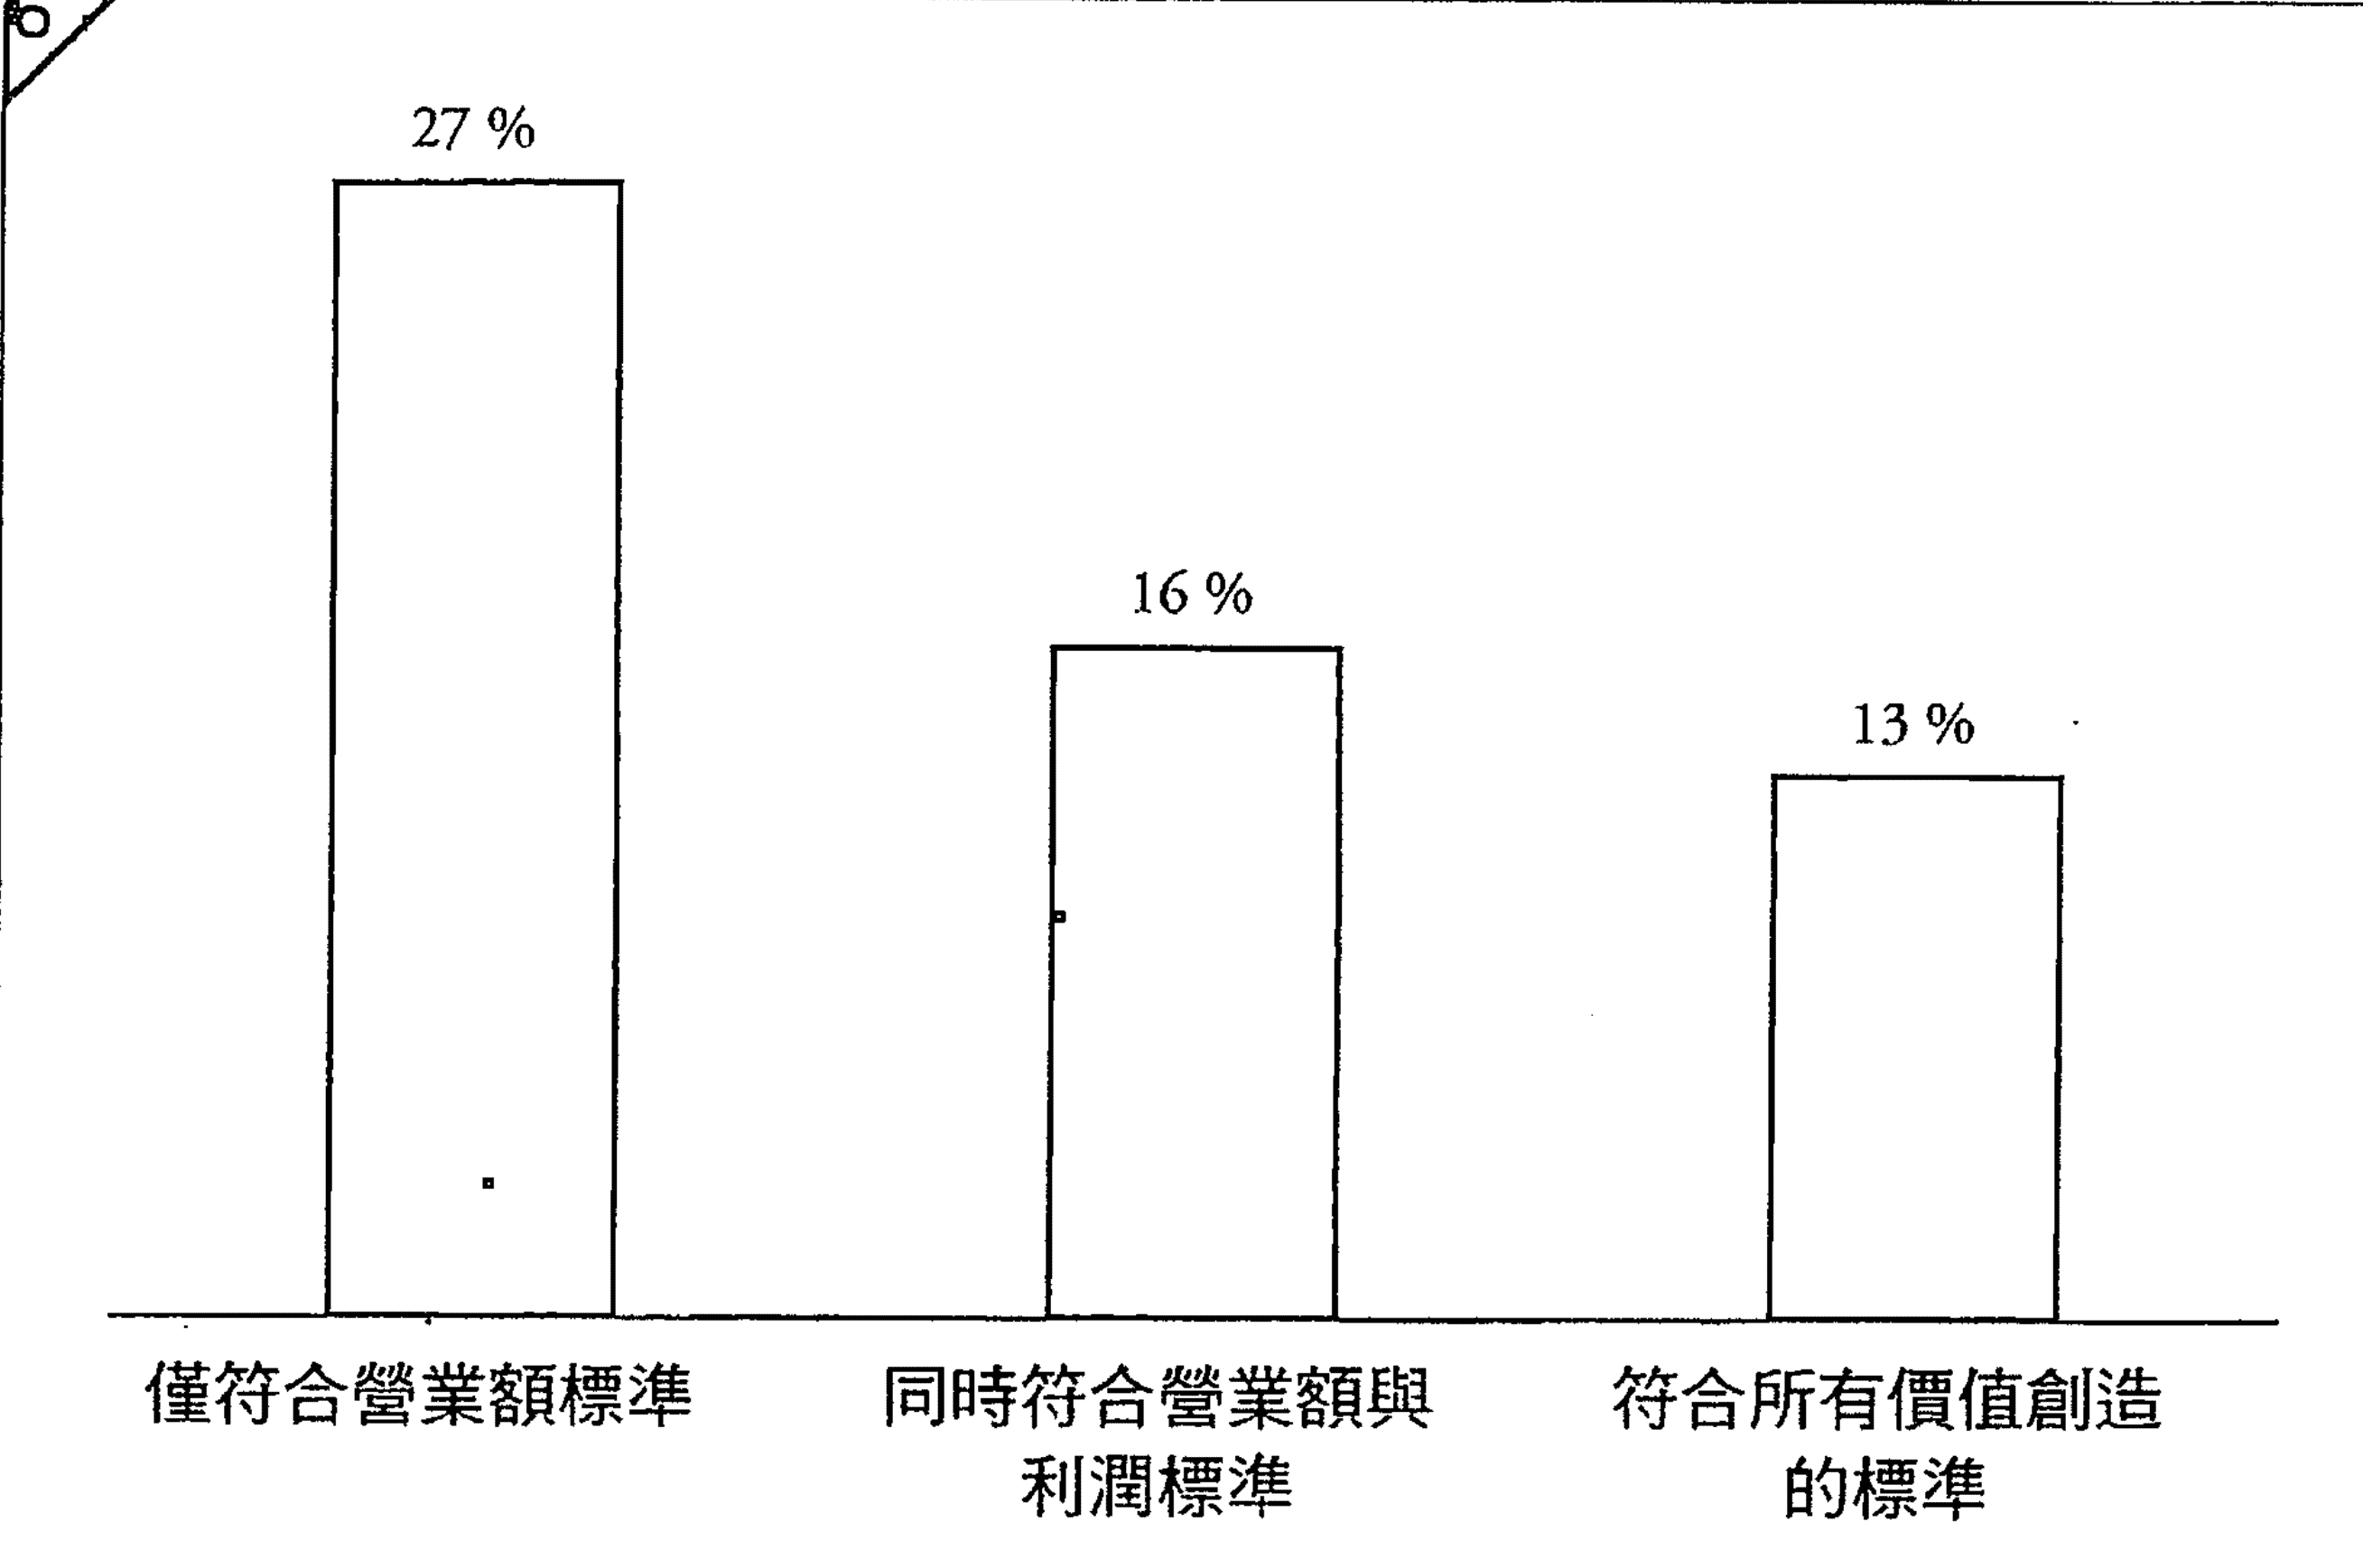 27 %
16 %
13 %
僅符合營業額標準
同時符合營業額與
利潤標準
符合所有價值創造
的標準